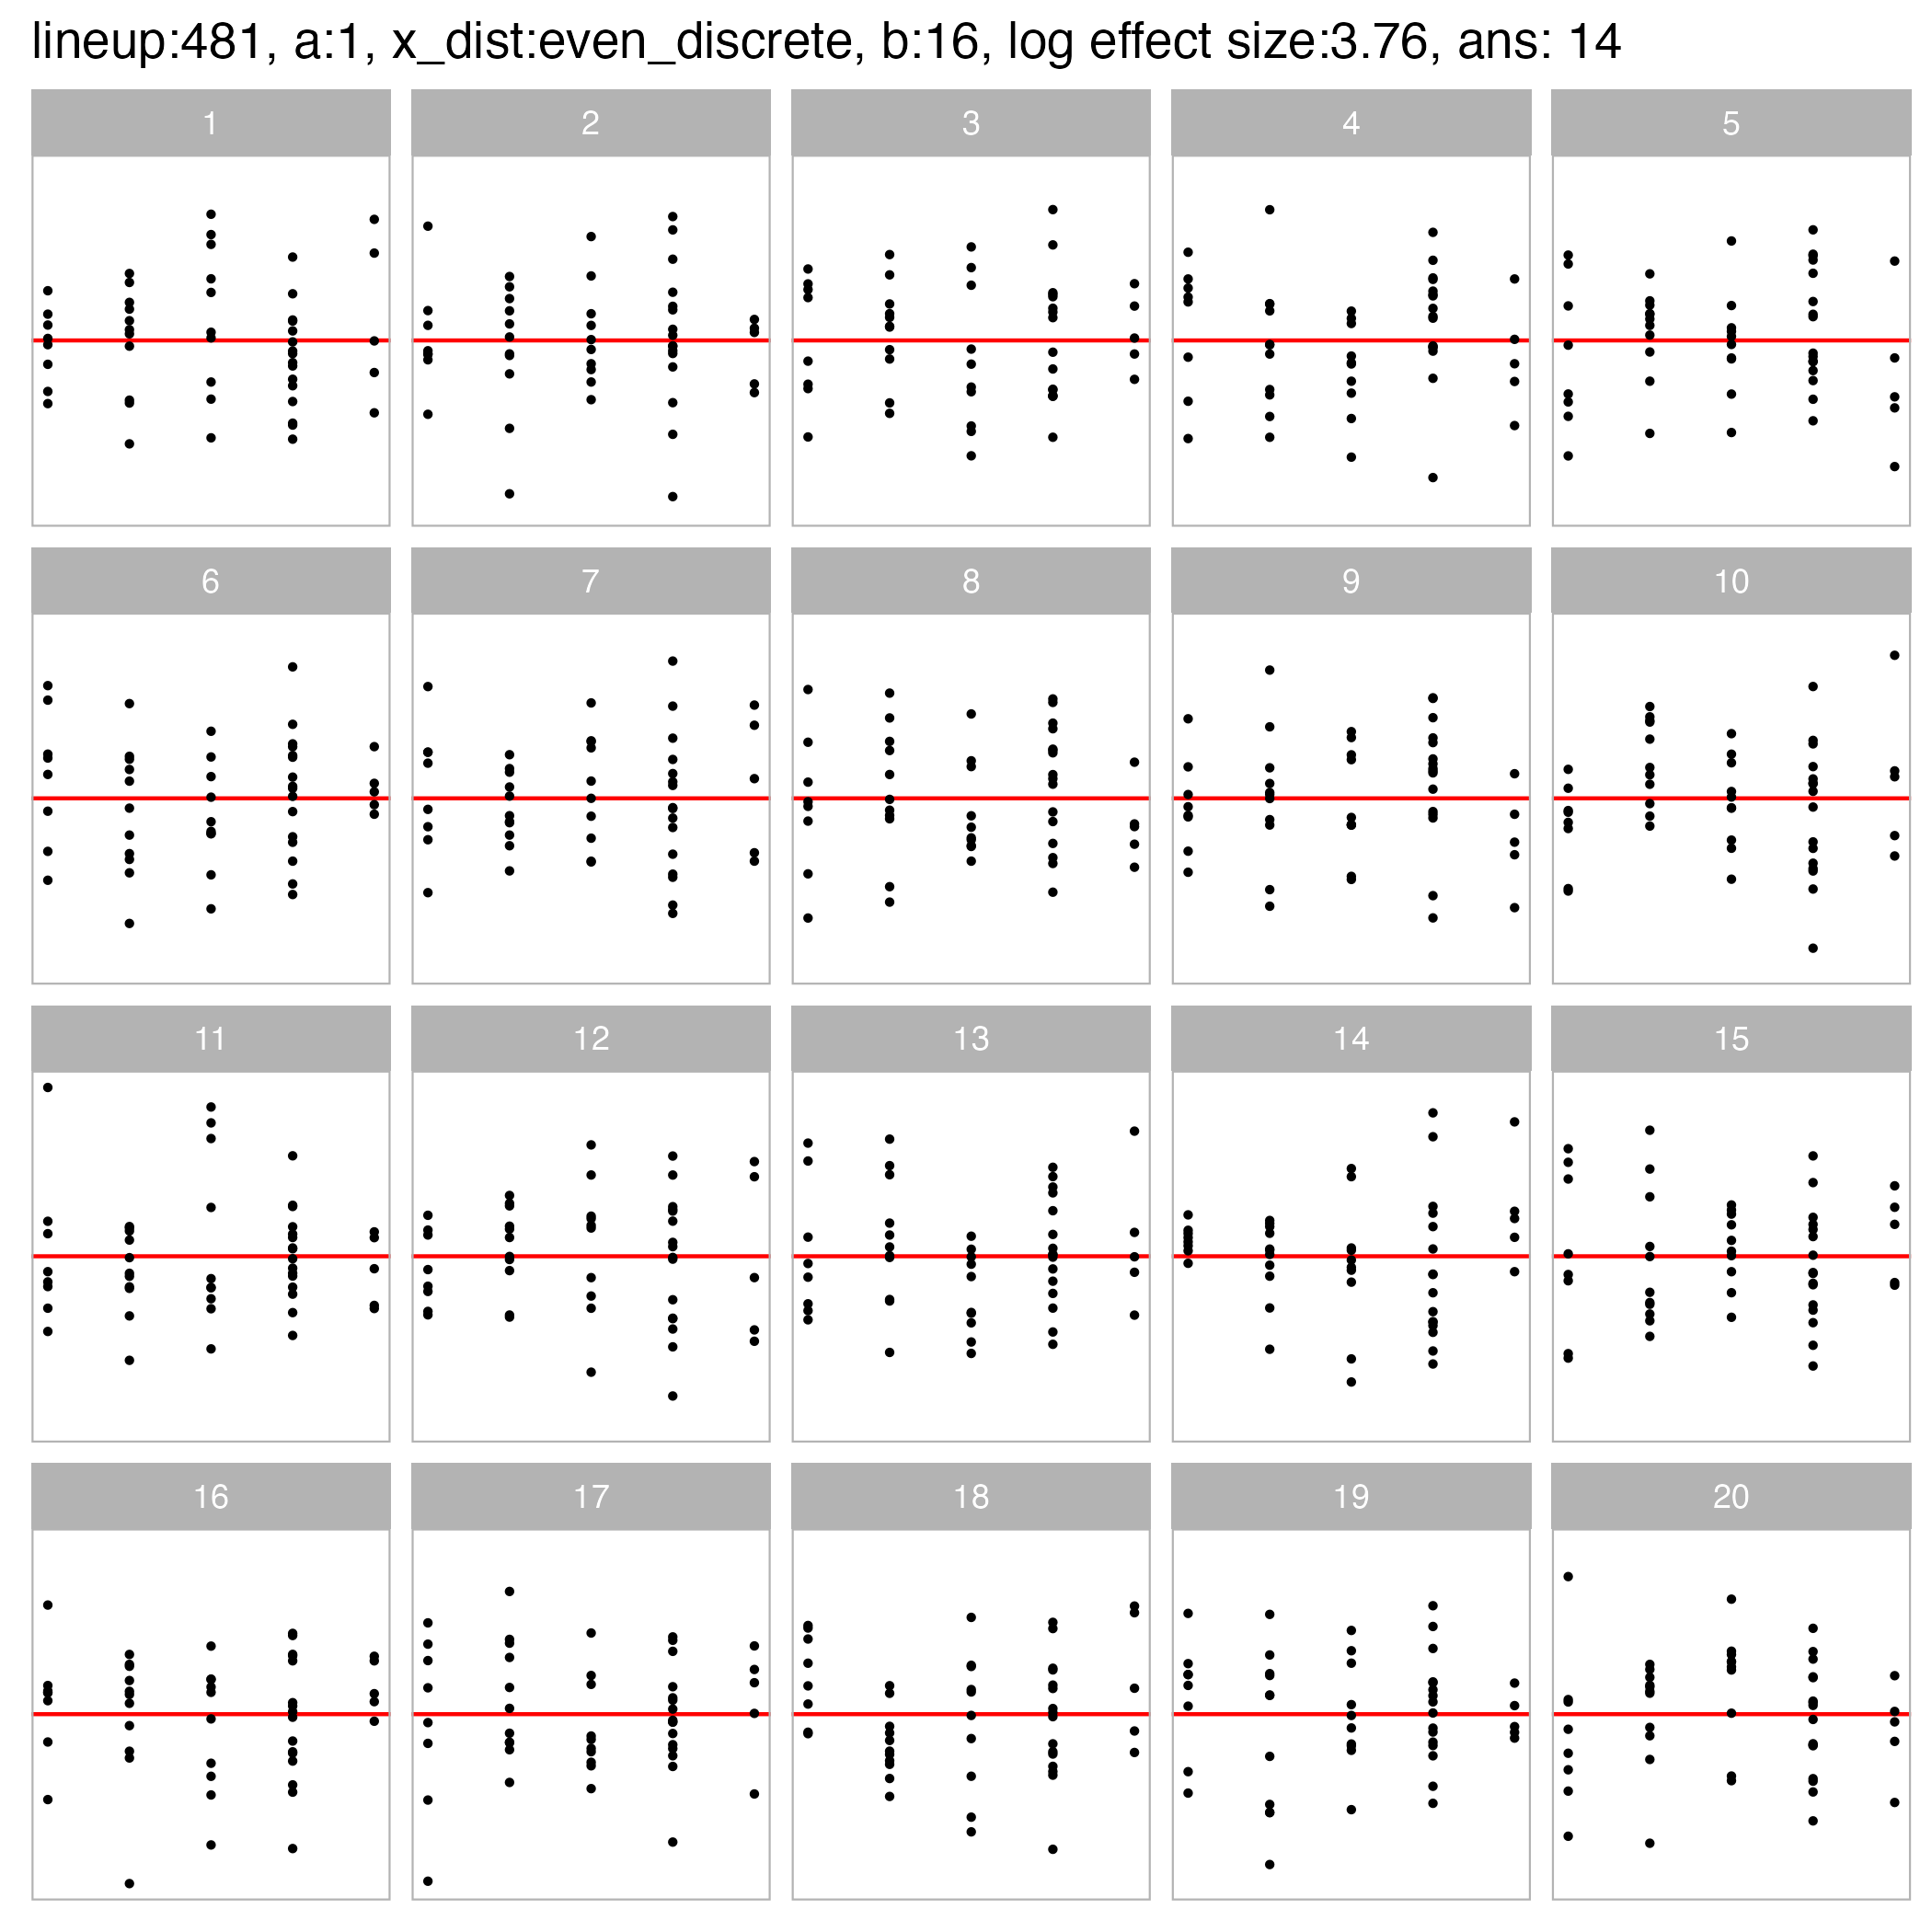 lineup:481, a:1, x_dist:even_discrete, b:16, log effect size:3.76, ans: 14
1 2 3 4 5
6 7 8 9 10
11 12 13 14 15
16 17 18 19 20